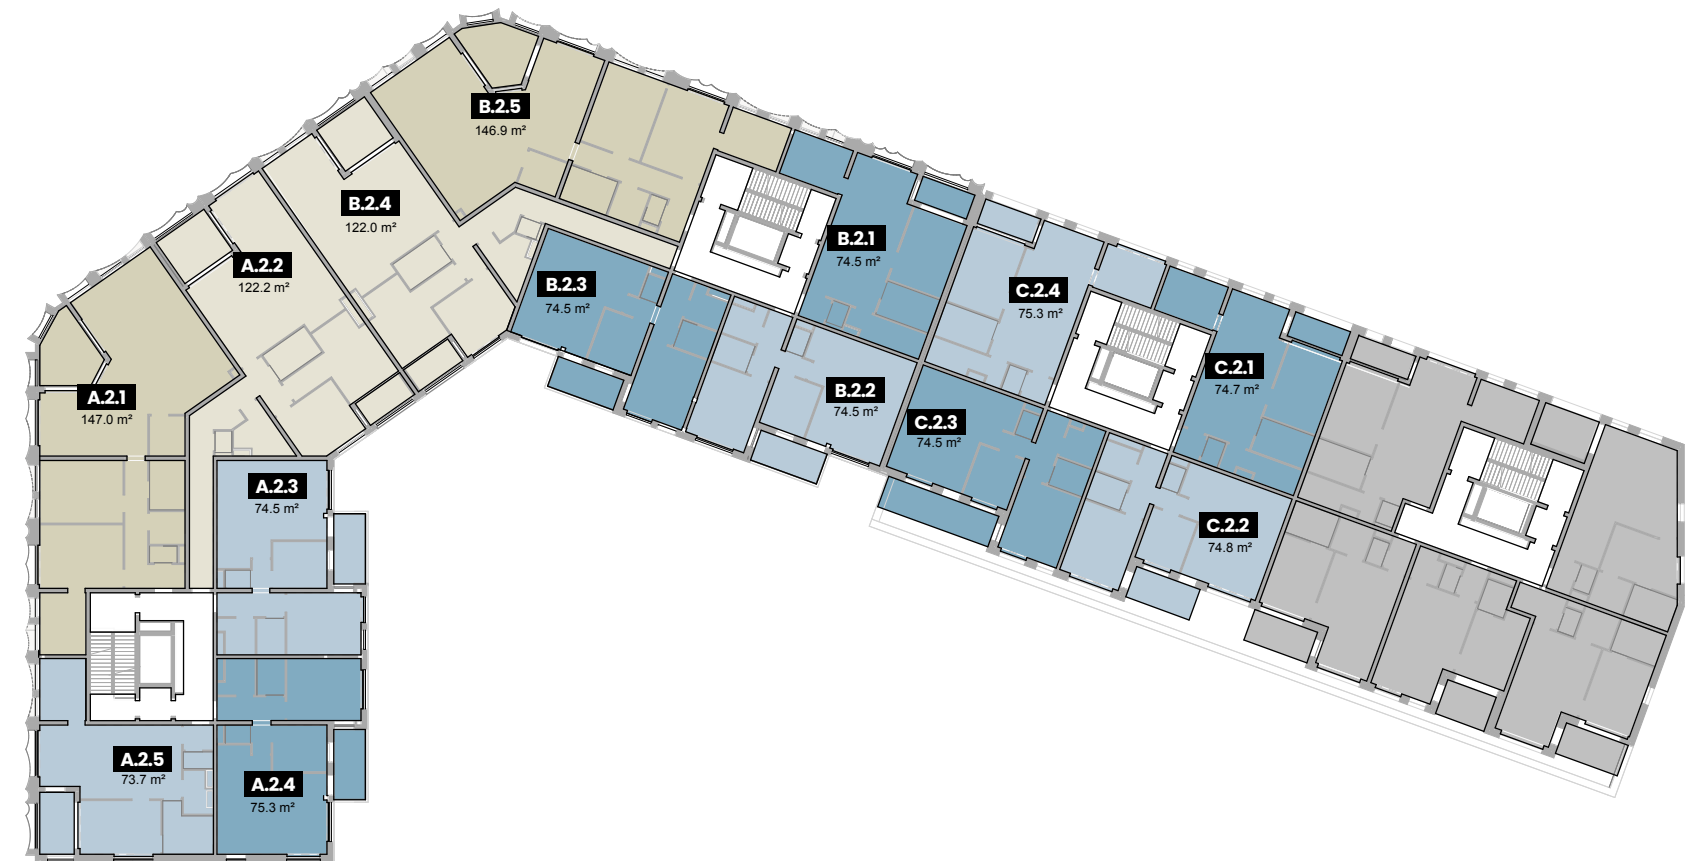 B.2.5
146.9 m²
B.2.4
122.0 m²
A.2.2
122.2 m²
B.2.1
74.5 m²
B.2.3
74.5 m²
C.2.4
75.3 m²
C.2.1
74.7 m²
A.2.1
147.0 m²
B.2.2
74.5 m²
C.2.3
74.5 m²
A.2.3
74.5 m²
C.2.2
74.8 m²
A.2.5
73.7 m²
A.2.4
75.3 m²